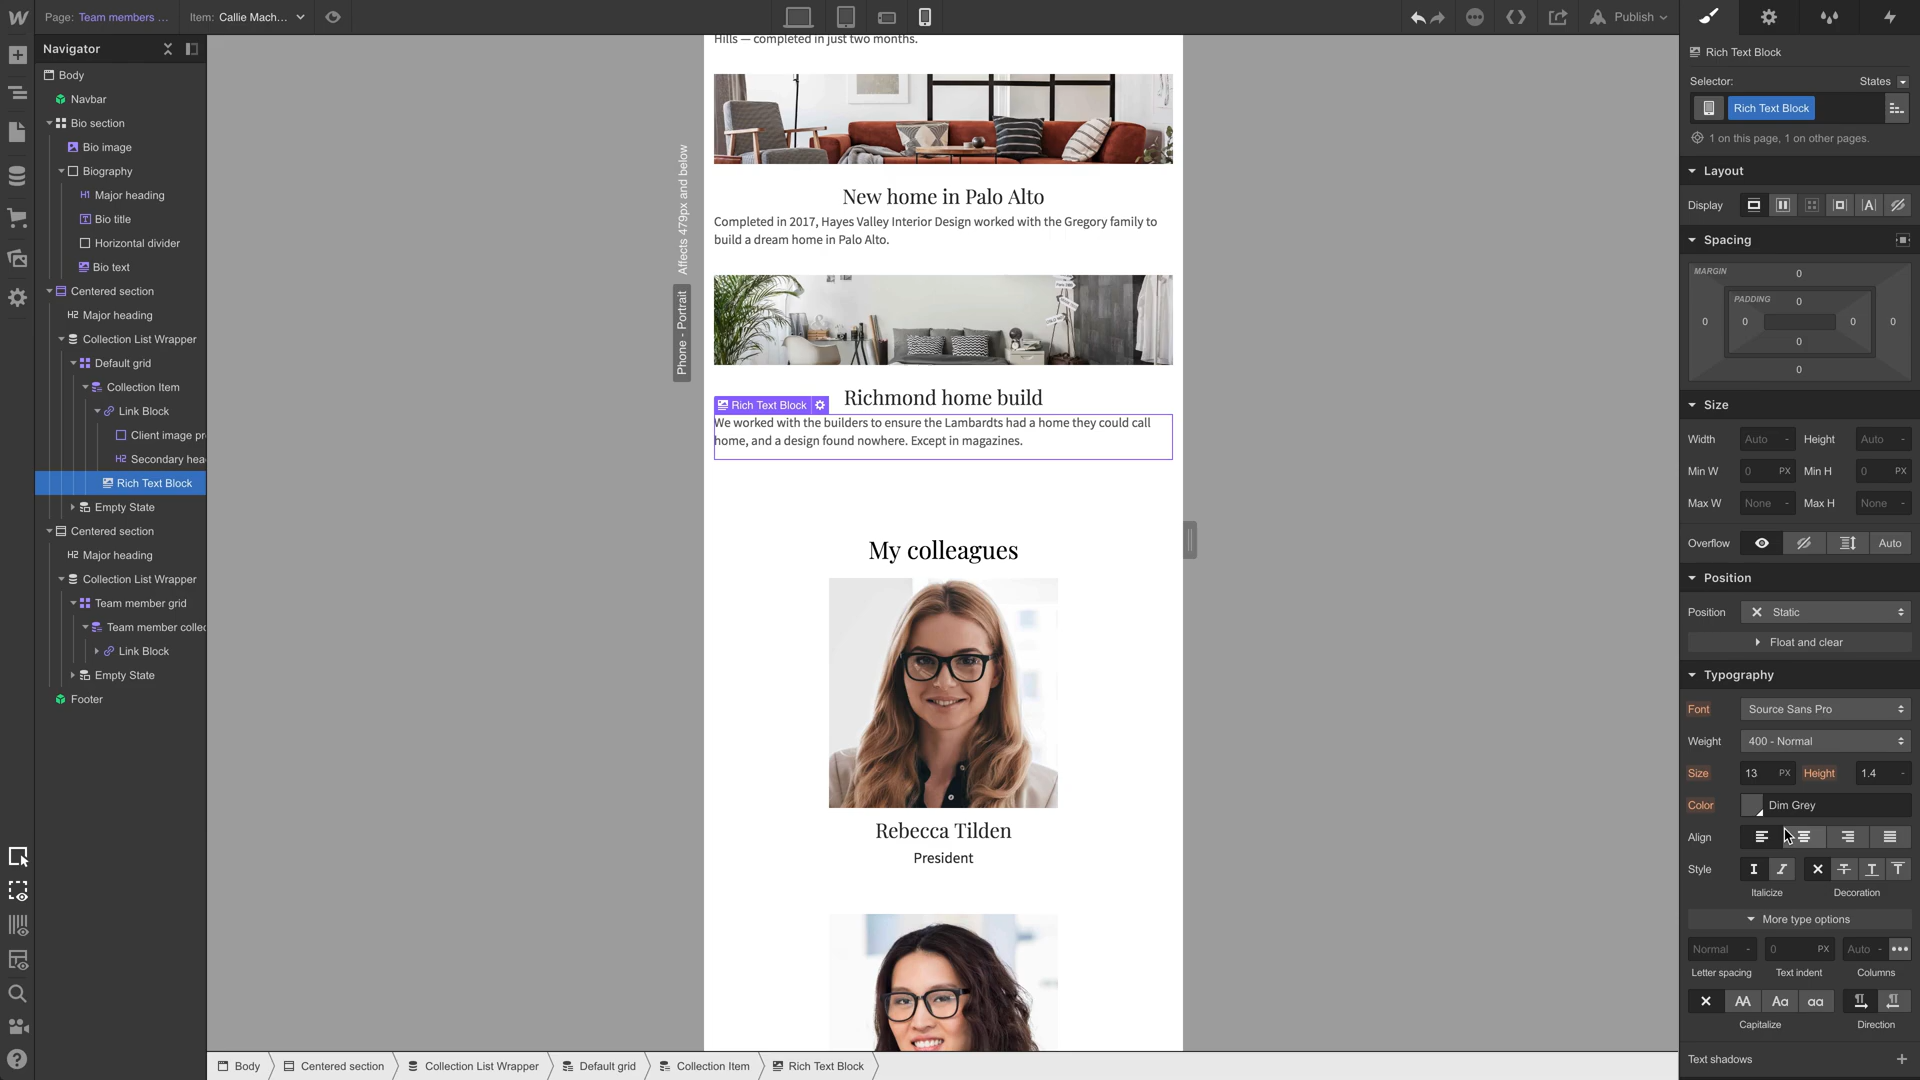 Page: Team members ...
Item: Callie Mach...
Publish
Navigator
Body
Navbar
Bio section
Bio image
Biography
H1 Major heading
Bio title
Horizontal divider
Bio text
Centered section
H2 Major heading
Collection List Wrapper
Default grid
Collection Item
Link Block
Client image pr
H2 Secondary hea
Rich Text Block
Empty State
Centered section
H2 Major heading
Collection List Wrapper
Team member grid
Team member collec
Link Block
Empty State
Footer
Affects 479px and below
Phone - Portrait
Hills — completed in just two months.
New home in Palo Alto
Completed in 2017, Hayes Valley Interior Design worked with the Gregory family to
build a dream home in Palo Alto.
Richmond home build
Rich Text Block
We worked with the builders to ensure the Lambardts had a home they could call
home, and a design found nowhere. Except in magazines.
My colleagues
Rebecca Tilden
President
Body
Centered section
Collection List Wrapper
Default grid
Collection Item
Rich Text Block
Rich Text Block
Selector:
States
Rich Text Block
1 on this page, 1 on other pages.
Layout
Display
Spacing
MARGIN
0
PADDING
0
0 0 0 0
0
0
Size
Width Auto - Height Auto -
Min W 0 PX Min H 0 PX
Max W None - Max H None -
Overflow Auto
Position
Position Static
Float and clear
Typography
Font Source Sans Pro
Weight 400 - Normal
Size 13 PX Height 1.4 -
Color Dim Grey
Align
Style
Italicize Decoration
More type options
Normal - 0 PX Auto -
Letter spacing Text indent Columns
AA Aa aa
Capitalize Direction
Text shadows